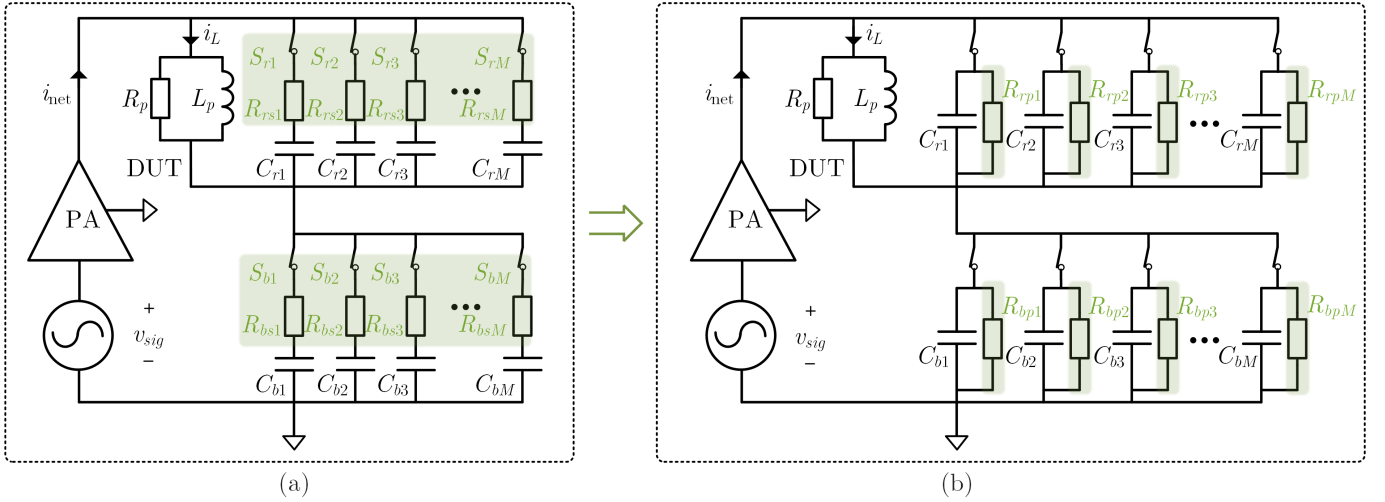 i_L
i_net
R_p
L_p
S_r1 S_r2 S_r3 S_rM
R_rs1 R_rs2 R_rs3 ••• R_rsM
C_r1 C_r2 C_r3 C_rM
DUT
PA
S_b1 S_b2 S_b3 S_bM
R_bs1 R_bs2 R_bs3 ••• R_bsM
C_b1 C_b2 C_b3 C_bM
+
v_sig
−
(a)
i_L
i_net
R_p
L_p
R_rp1 R_rp2 R_rp3 R_rpM
C_r1 C_r2 C_r3 ••• C_rM
DUT
PA
R_bp1 R_bp2 R_bp3 R_bpM
C_b1 C_b2 C_b3 ••• C_bM
+
v_sig
−
(b)